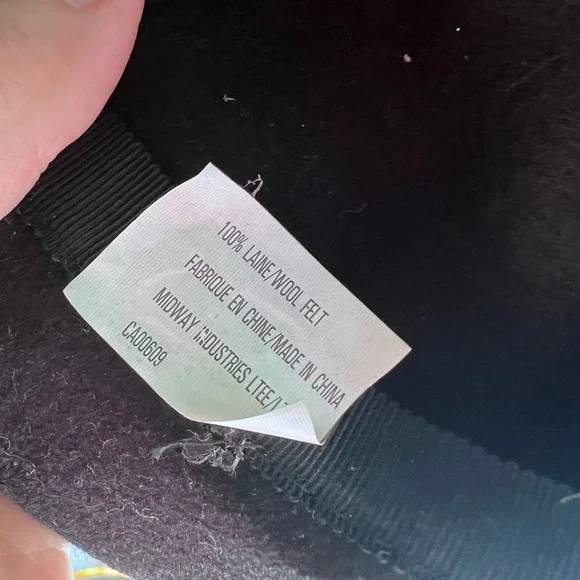 100% LAINE/WOOL FELT
FABRIQUE EN CHINE/MADE IN CHINA
MIDWAY INDUSTRIES LTEE/
CA00609